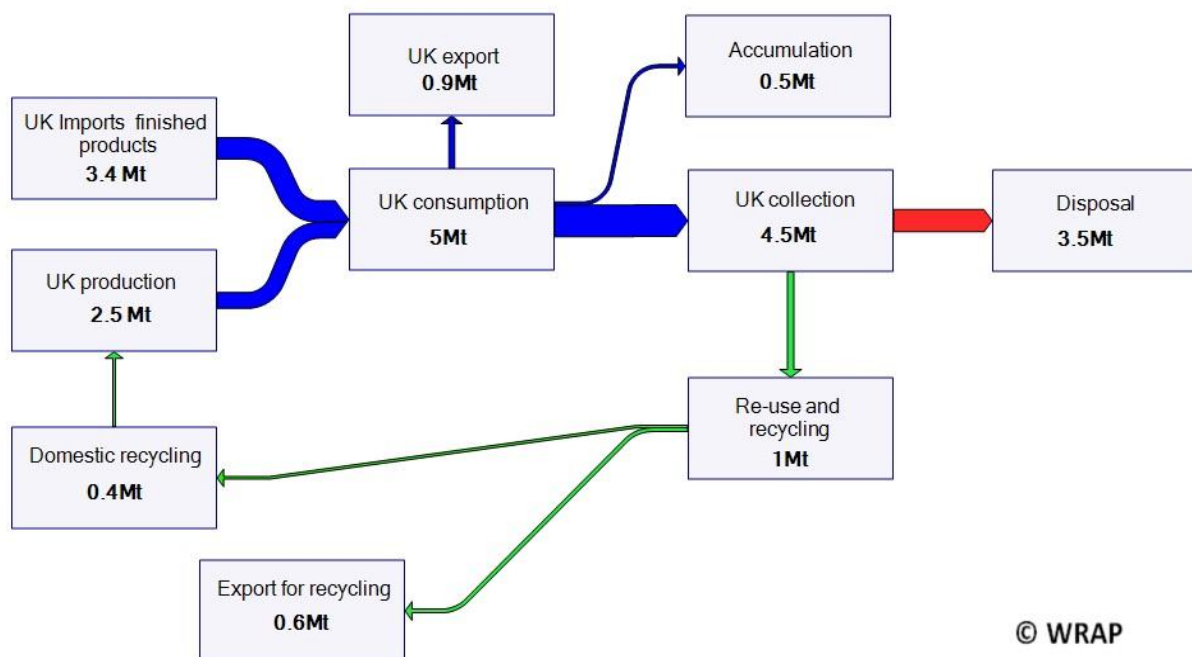 UK export
0.9Mt
Accumulation
0.5Mt
UK Imports finished
products
3.4 Mt
UK consumption
5Mt
UK collection
4.5Mt
Disposal
3.5Mt
UK production
2.5 Mt
Re-use and
recycling
1Mt
Domestic recycling
0.4Mt
Export for recycling
0.6Mt
© WRAP